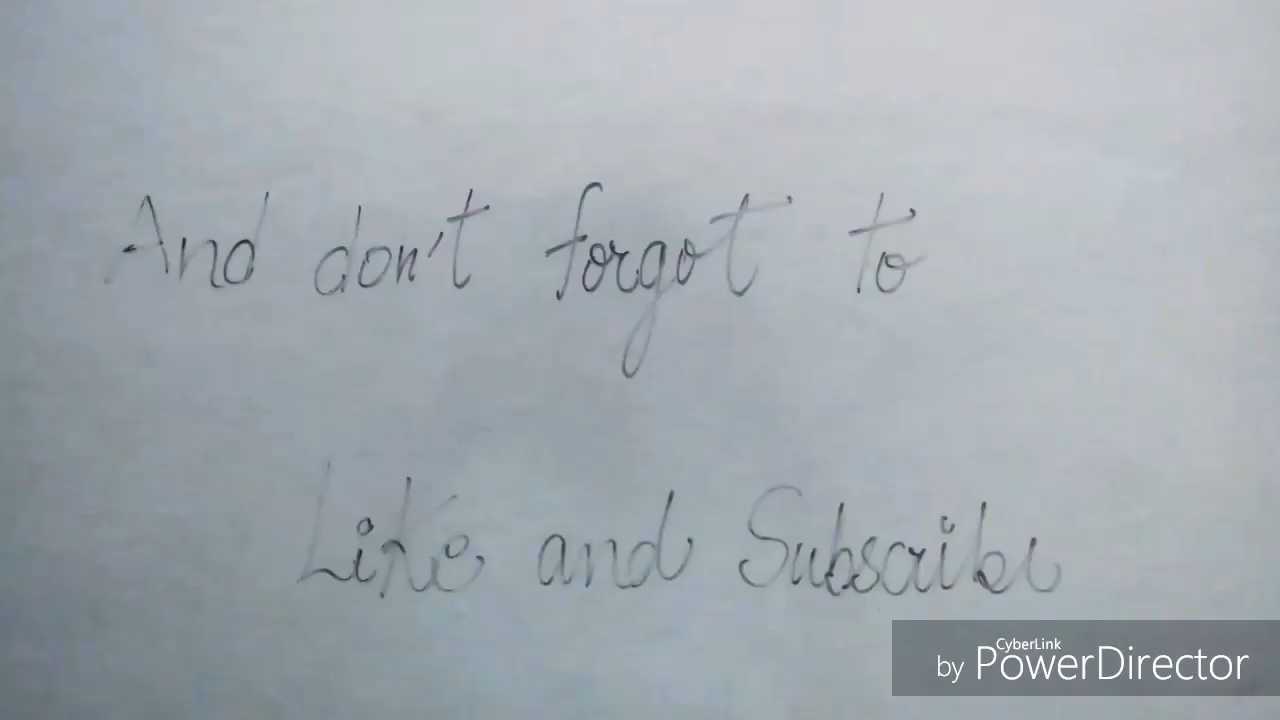 And don't forgot to
Like and Subscribe
CyberLink
by PowerDirector